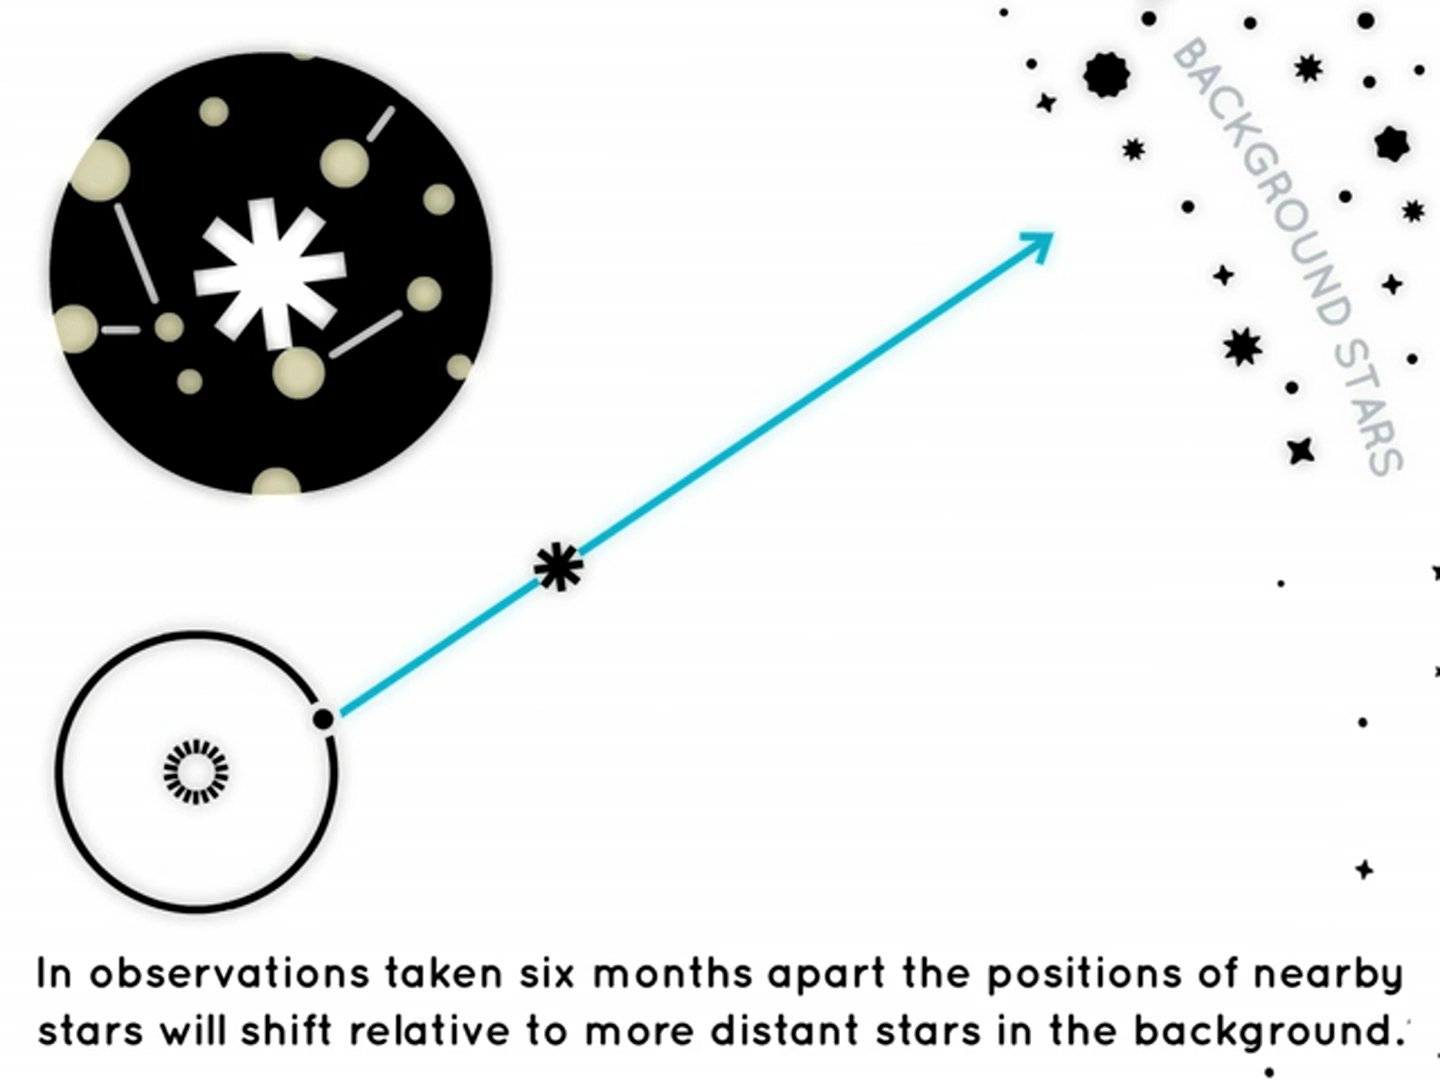 BACKGROUND STARS
In observations taken six months apart the positions of nearby
stars will shift relative to more distant stars in the background.